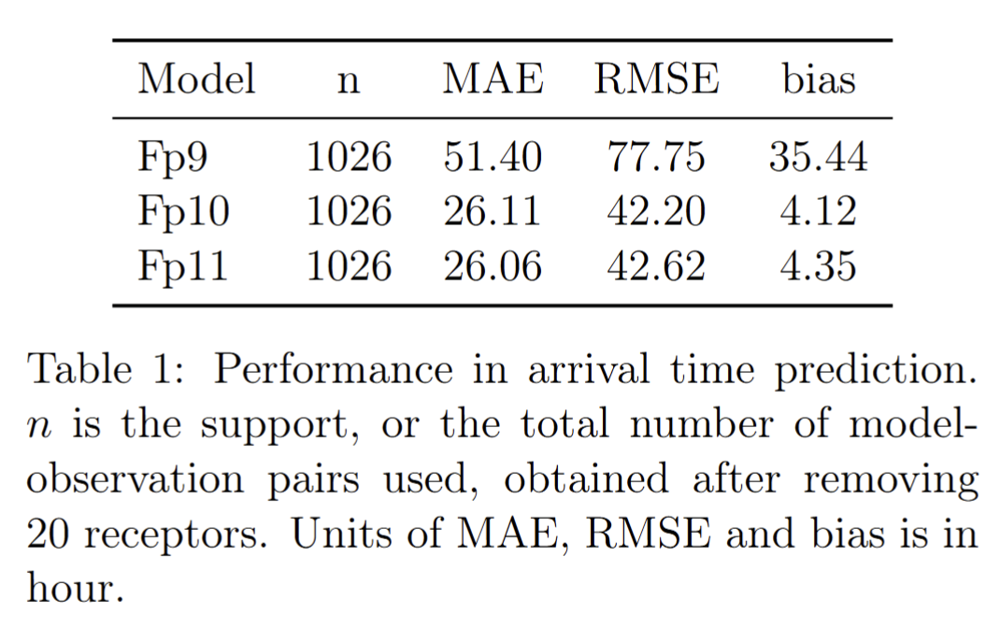 Model n MAE RMSE bias
Fp9 1026 51.40 77.75 35.44
Fp10 1026 26.11 42.20 4.12
Fp11 1026 26.06 42.62 4.35
Table 1: Performance in arrival time prediction.
n is the support, or the total number of model-
observation pairs used, obtained after removing
20 receptors. Units of MAE, RMSE and bias is in
hour.